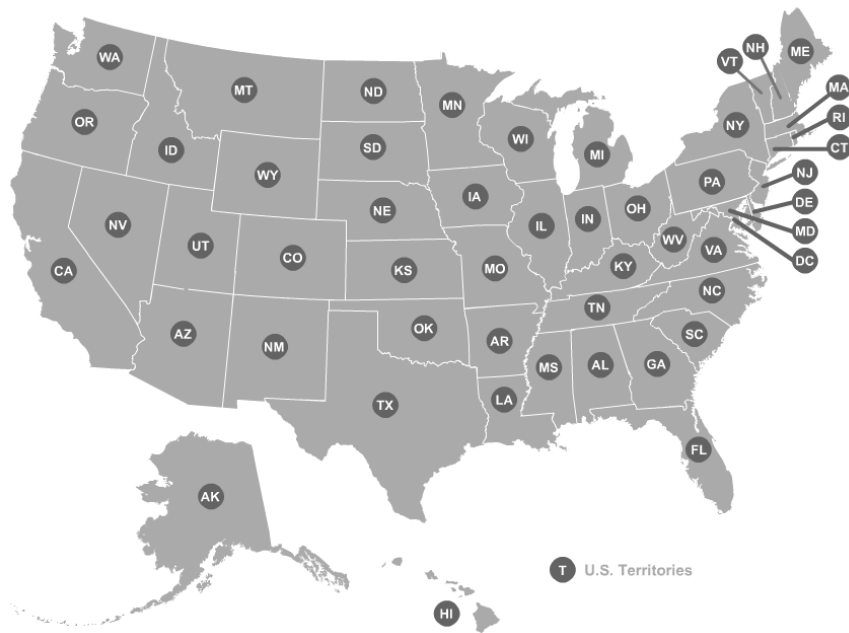 WA
OR
CA
NV
ID
MT
WY
UT
AZ
CO
NM
ND
SD
NE
KS
OK
TX
MN
IA
MO
AR
LA
WI
IL
MI
IN
OH
KY
TN
MS
AL
GA
FL
SC
NC
VA
WV
PA
NY
VT
NH
ME
MA
RI
CT
NJ
DE
MD
DC
AK
HI
T U.S. Territories